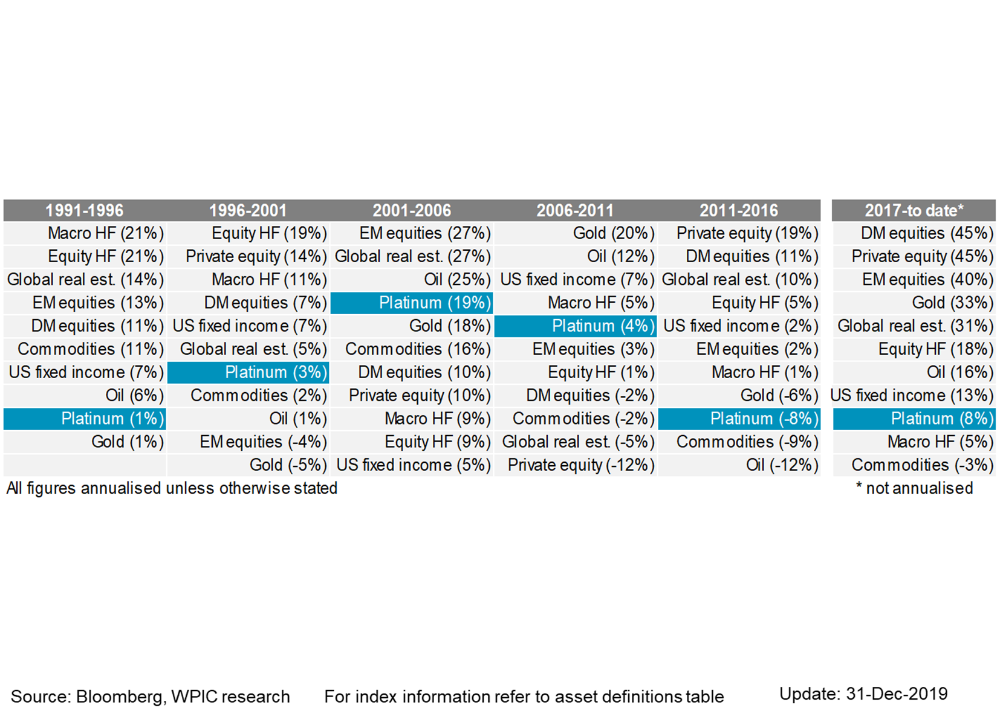 1991-1996 1996-2001 2001-2006 2006-2011 2011-2016 2017-to date*
Macro HF (21%) Equity HF (19%) EM equities (27%) Gold (20%) Private equity (19%) DM equities (45%)
Equity HF (21%) Private equity (14%) Global real est. (27%) Oil (12%) DM equities (11%) Private equity (45%)
Global real est. (14%) Macro HF (11%) Oil (25%) US fixed income (7%) Global real est. (10%) EM equities (40%)
EM equities (13%) DM equities (7%) Platinum (19%) Macro HF (5%) Equity HF (5%) Gold (33%)
DM equities (11%) US fixed income (7%) Gold (18%) Platinum (4%) US fixed income (2%) Global real est. (31%)
Commodities (11%) Global real est. (5%) Commodities (16%) EM equities (3%) EM equities (2%) Equity HF (18%)
US fixed income (7%) Platinum (3%) DM equities (10%) Equity HF (1%) Macro HF (1%) Oil (16%)
Oil (6%) Commodities (2%) Private equity (10%) DM equities (-2%) Gold (-6%) US fixed income (13%)
Platinum (1%) Oil (1%) Macro HF (9%) Commodities (-2%) Platinum (-8%) Platinum (8%)
Gold (1%) EM equities (-4%) Equity HF (9%) Global real est. (-5%) Commodities (-9%) Macro HF (5%)
Gold (-5%) US fixed income (5%) Private equity (-12%) Oil (-12%) Commodities (-3%)
All figures annualised unless otherwise stated * not annualised
Source: Bloomberg, WPIC research For index information refer to asset definitions table Update: 31-Dec-2019